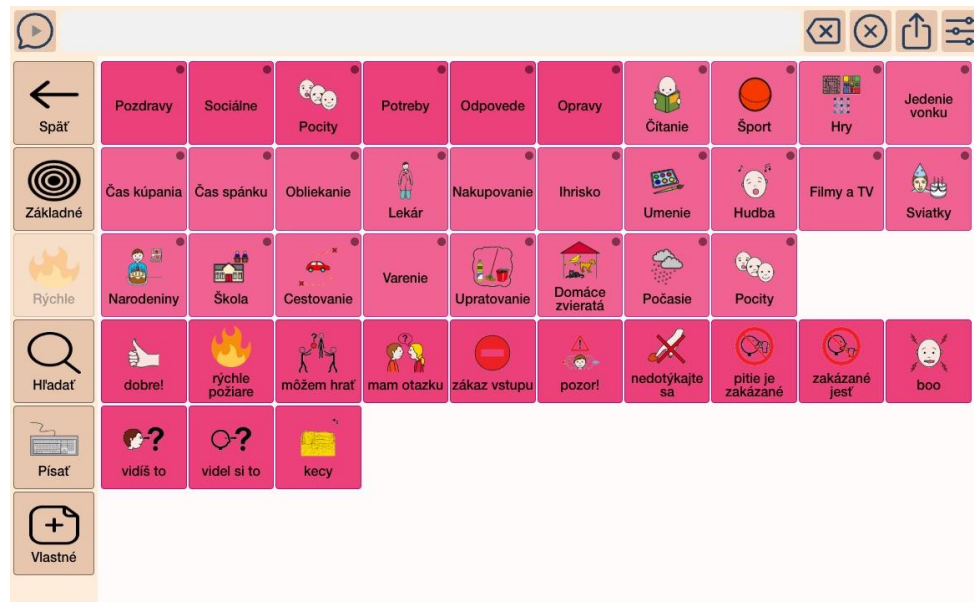 Späť
Pozdravy
Sociálne
Pocity
Potreby
Odpovede
Opravy
Čítanie
Šport
Hry
Jedenie
vonku
Základné
Čas kúpania
Čas spánku
Obliekanie
Lekár
Nakupovanie
Ihrisko
Umenie
Hudba
Filmy a TV
Sviatky
Rýchle
Narodeniny
Škola
Cestovanie
Varenie
Upratovanie
Domáce
zvieratá
Počasie
Pocity
Hľadať
dobre!
rýchle
požiare
môžem hrať
mam otazku
zákaz vstupu
pozor!
nedotýkajte
sa
pitie je
zakázané
zakázané
jesť
boo
Písať
vidíš to
videl si to
kecy
Vlastné